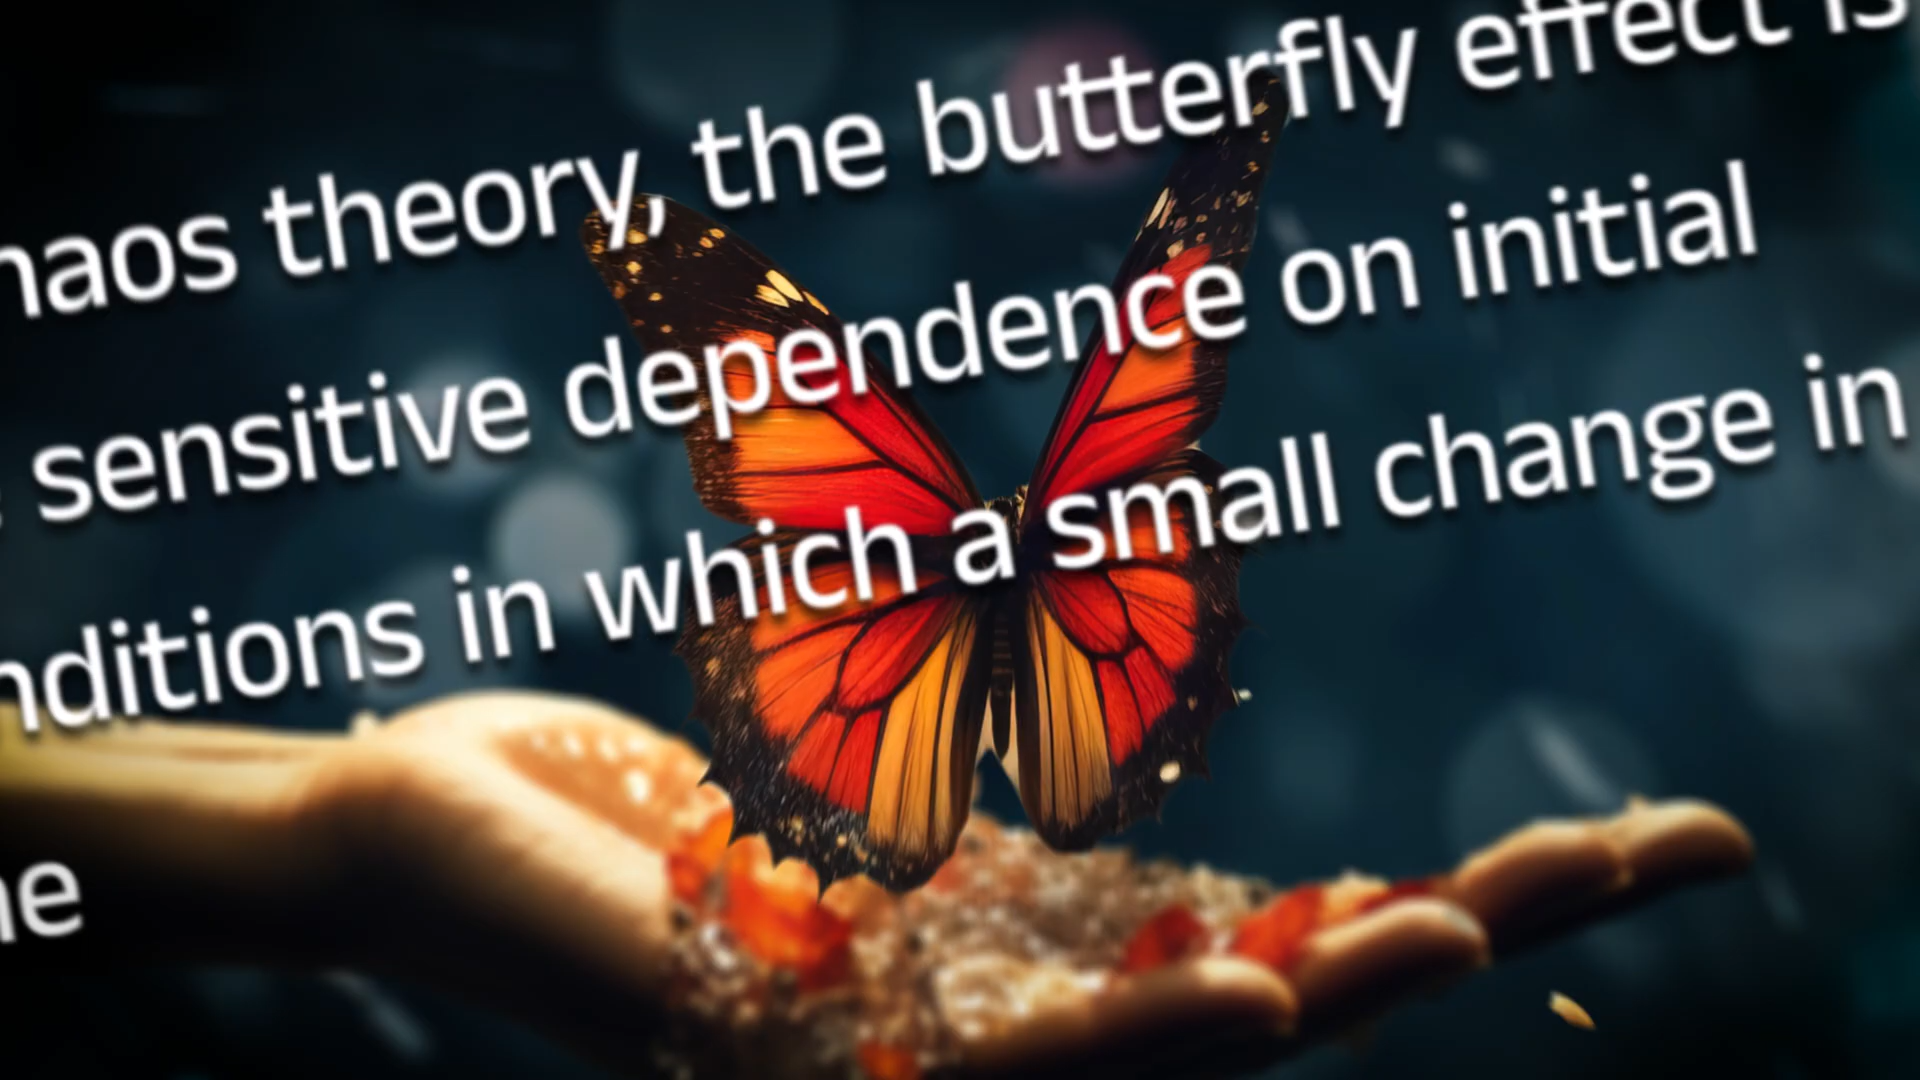 haos theory, the butterfly effect is
sensitive dependence on initial
nditions in which a small change in
ne